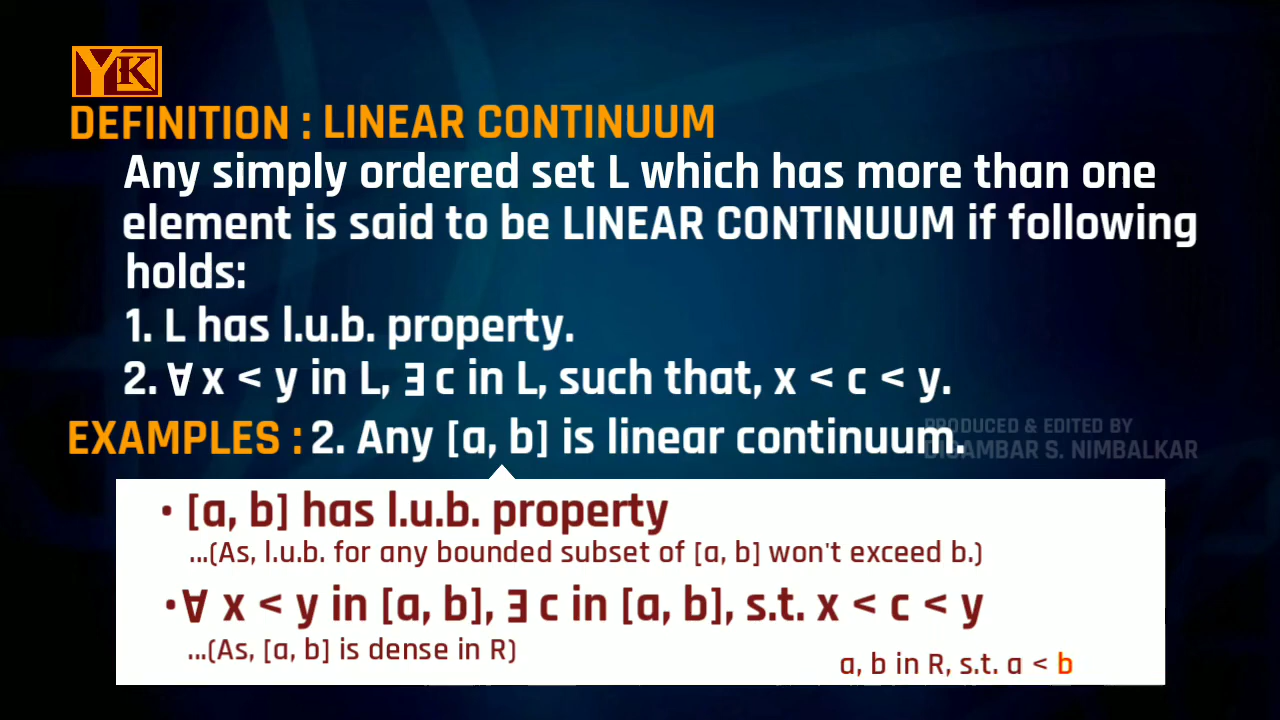 YK
DEFINITION : LINEAR CONTINUUM
Any simply ordered set L which has more than one
element is said to be LINEAR CONTINUUM if following
holds:
1. L has l.u.b. property.
2. ∀ x < y in L, ∃ c in L, such that, x < c < y.
EXAMPLES : 2. Any [a, b] is linear continuum.
PRODUCED & EDITED BY
DIGAMBAR S. NIMBALKAR
• [a, b] has l.u.b. property
...(As, l.u.b. for any bounded subset of [a, b] won't exceed b.)
• ∀ x < y in [a, b], ∃ c in [a, b], s.t. x < c < y
...(As, [a, b] is dense in R)
a, b in R, s.t. a < b